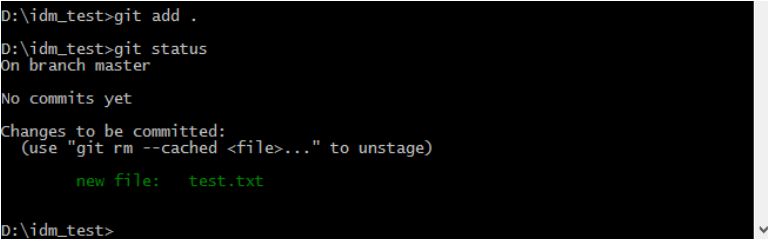 D:\idm_test>git add .
D:\idm_test>git status
On branch master
No commits yet
Changes to be committed:
(use "git rm --cached <file>..." to unstage)
new file: test.txt
D:\idm_test>